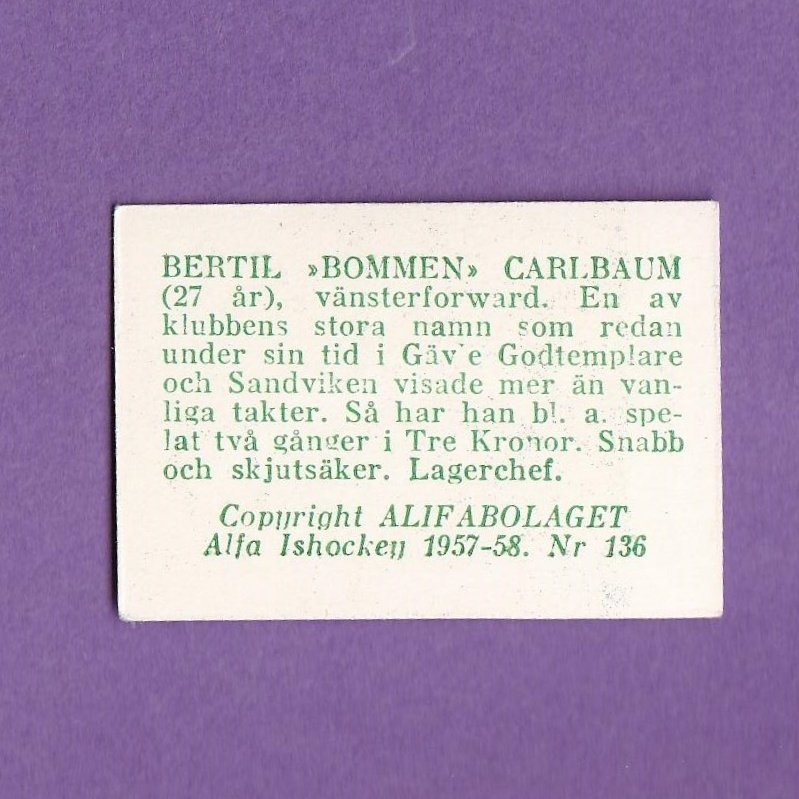 BERTIL »BOMMEN» CARLBAUM
(27 år), vänsterforward. En av
klubbens stora namn som redan
under sin tid i Gävle Godtemplare
och Sandviken visade mer än van-
liga takter. Så har han bl. a. spe-
lat två gånger i Tre Kronor. Snabb
och skjutsäker. Lagerchef.
Copyright ALIFABOLAGET
Alfa Ishockey 1957-58. Nr 136